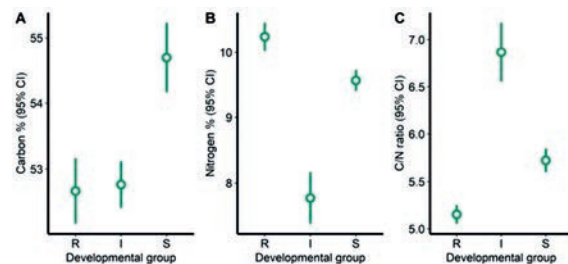 A
Carbon % (95% CI)
55
54
53
R I S
Developmental group
B
Nitrogen % (95% CI)
10
9
8
R I S
Developmental group
C
C/N ratio (95% CI)
7.0
6.5
6.0
5.5
5.0
R I S
Developmental group